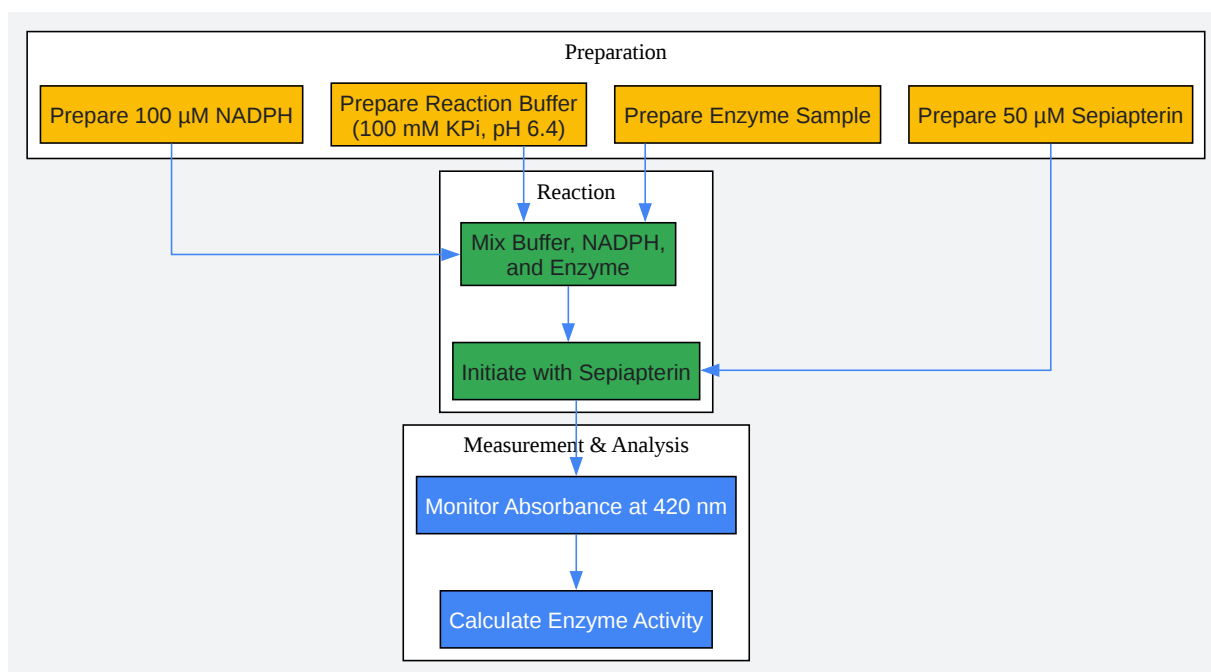 Preparation
Prepare 100 µM NADPH
Prepare Reaction Buffer
(100 mM KPi, pH 6.4)
Prepare Enzyme Sample
Prepare 50 µM Sepiapterin
Reaction
Mix Buffer, NADPH,
and Enzyme
Initiate with Sepiapterin
Measurement & Analysis
Monitor Absorbance at 420 nm
Calculate Enzyme Activity